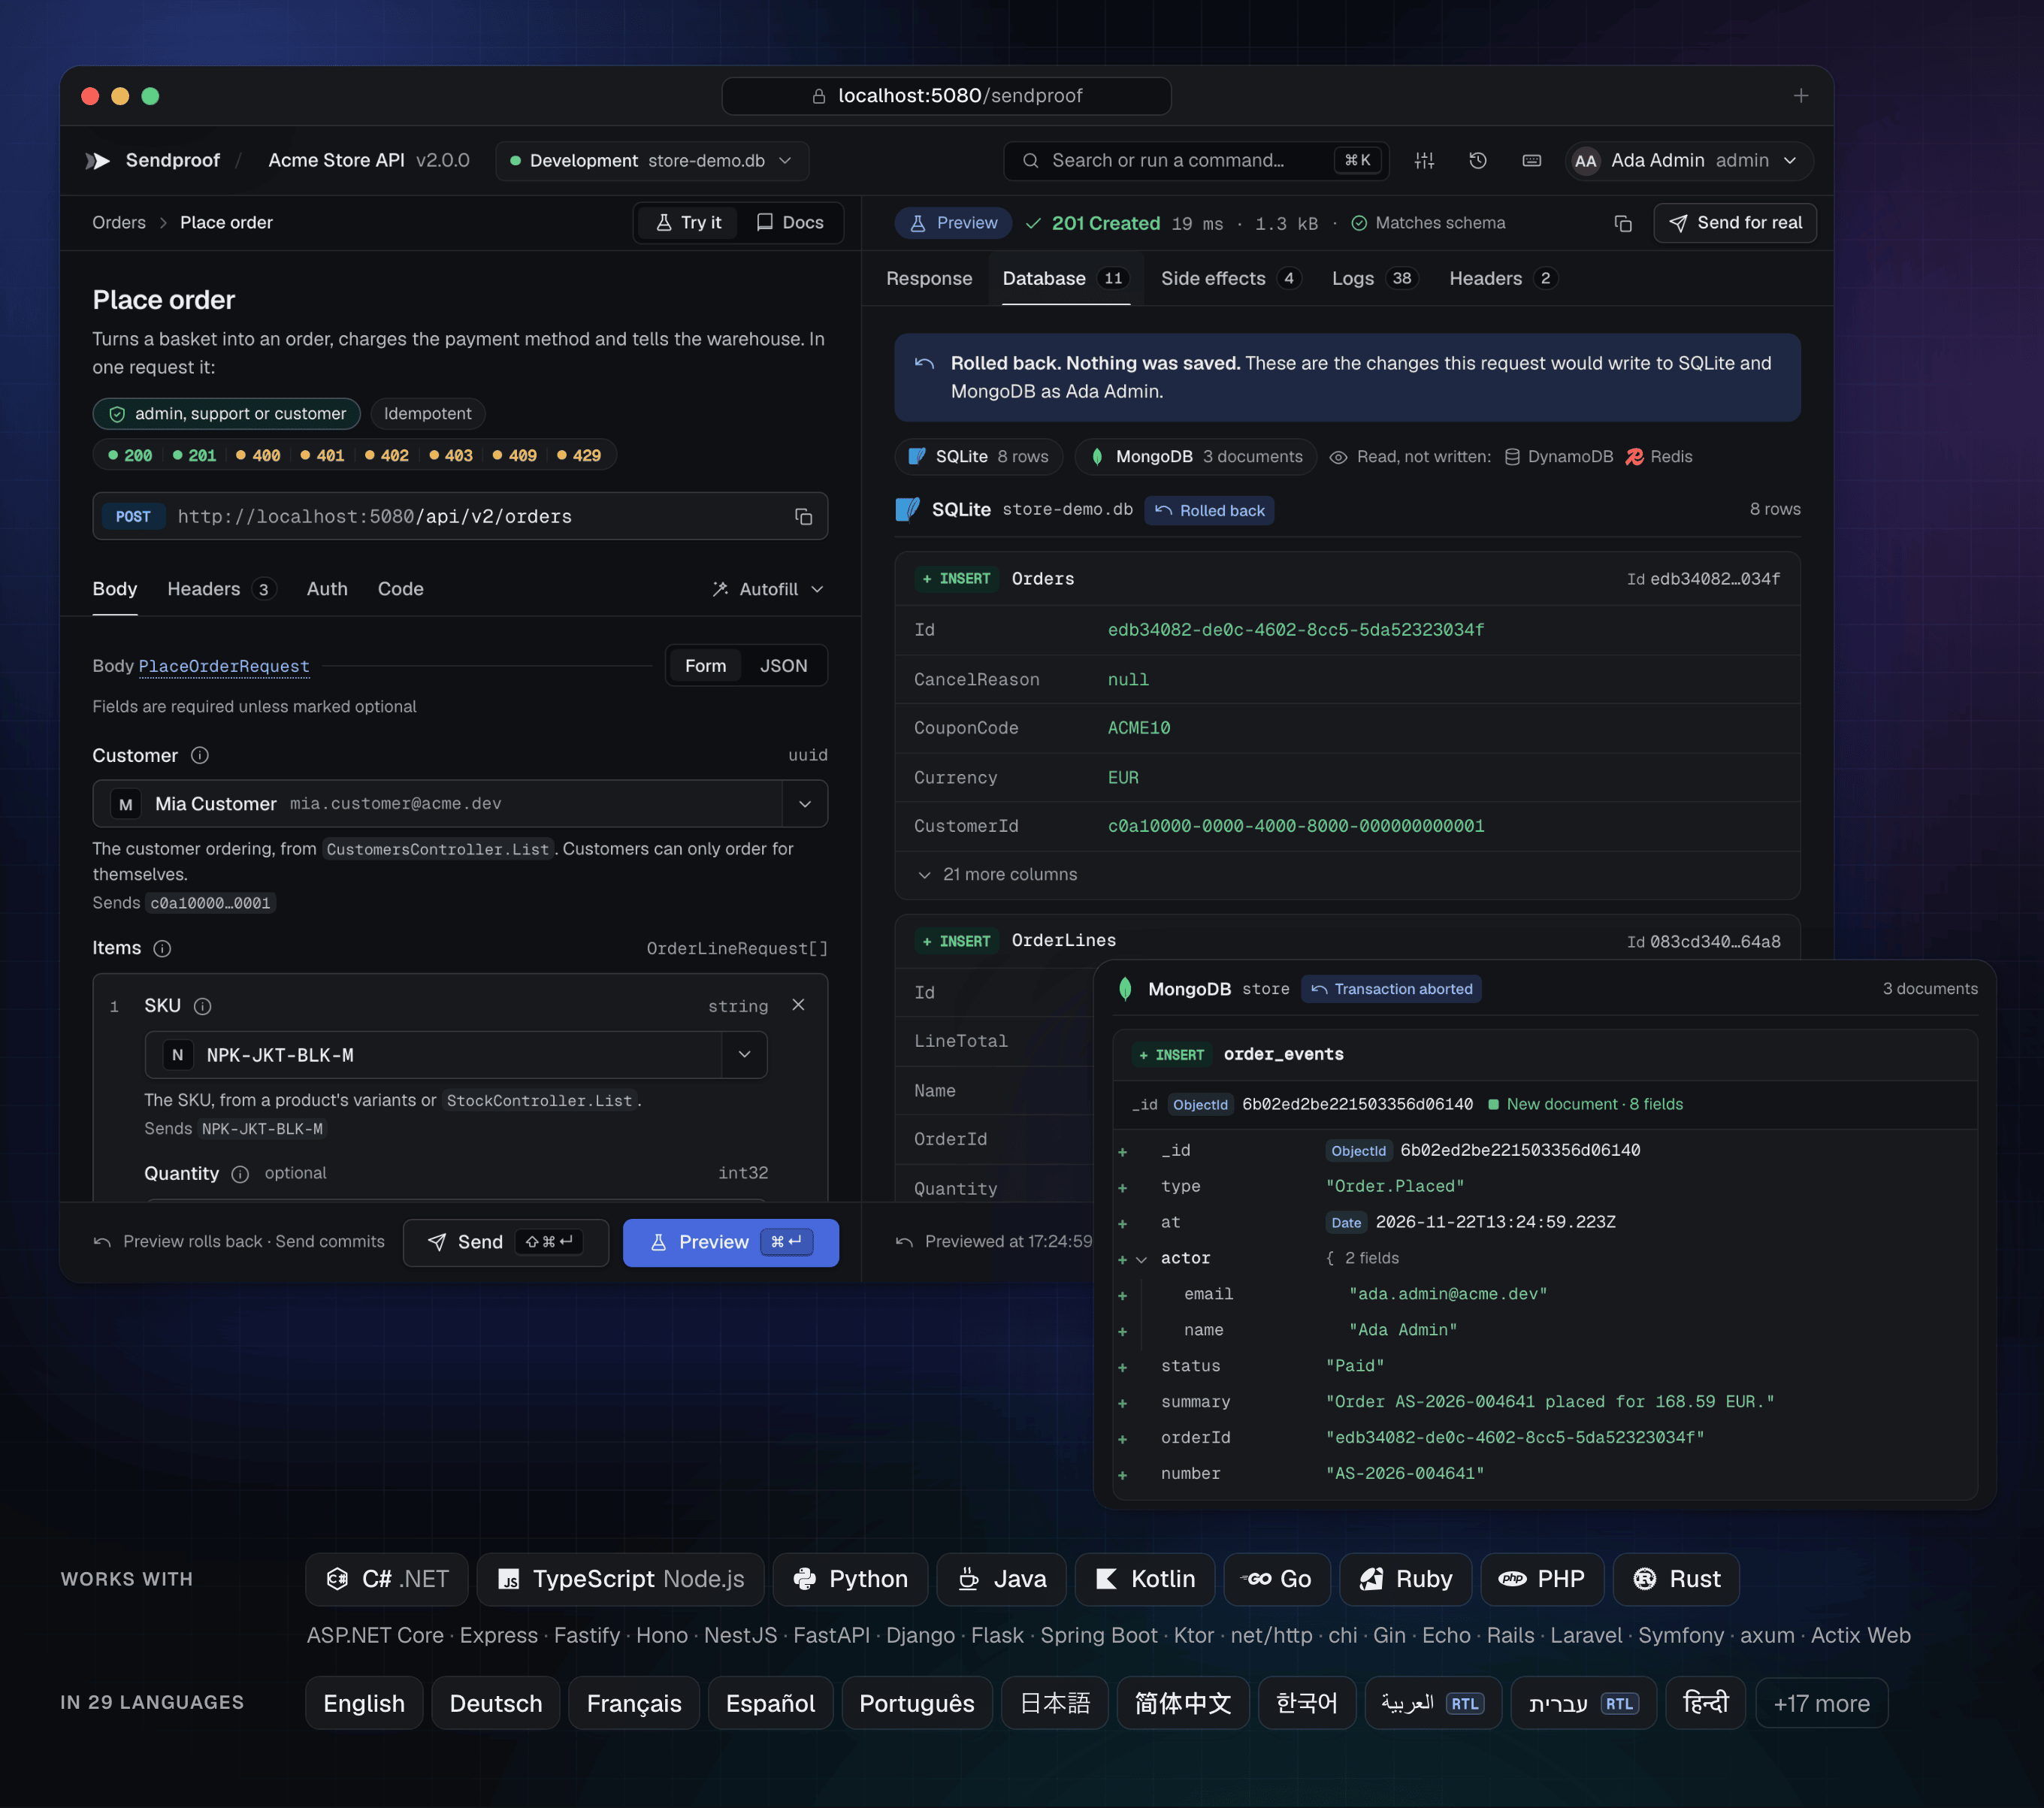 localhost:5080/sendproof
Sendproof / Acme Store API v2.0.0 Development store-demo.db Search or run a command... ⌘K AA Ada Admin admin
Orders > Place order Try it Docs
Place order
Turns a basket into an order, charges the payment method and tells the warehouse. In
one request it:
admin, support or customer Idempotent
200 201 400 401 402 403 409 429
POST http://localhost:5080/api/v2/orders
Body Headers 3 Auth Code Autofill
Body PlaceOrderRequest Form JSON
Fields are required unless marked optional
Customer uuid
M Mia Customer mia.customer@acme.dev
The customer ordering, from CustomersController.List. Customers can only order for
themselves.
Sends c0a10000…0001
Items OrderLineRequest[]
1 SKU string
N NPK-JKT-BLK-M
The SKU, from a product's variants or StockController.List.
Sends NPK-JKT-BLK-M
Quantity optional int32
Preview rolls back · Send commits Send ⇧⌘↵ Preview ⌘↵
Preview 201 Created 19 ms · 1.3 kB · Matches schema Send for real
Response Database 11 Side effects 4 Logs 38 Headers 2
Rolled back. Nothing was saved. These are the changes this request would write to SQLite and
MongoDB as Ada Admin.
SQLite 8 rows MongoDB 3 documents Read, not written: DynamoDB Redis
SQLite store-demo.db Rolled back 8 rows
+ INSERT Orders Id edb34082…034f
Id edb34082-de0c-4602-8cc5-5da52323034f
CancelReason null
CouponCode ACME10
Currency EUR
CustomerId c0a10000-0000-4000-8000-000000000001
21 more columns
+ INSERT OrderLines Id 083cd340…64a8
Id
LineTotal
Name
OrderId
Quantity
Previewed at 17:24:59
MongoDB store Transaction aborted 3 documents
+ INSERT order_events
_id ObjectId 6b02ed2be221503356d06140 New document · 8 fields
+ _id ObjectId 6b02ed2be221503356d06140
+ type "Order.Placed"
+ at Date 2026-11-22T13:24:59.223Z
+ actor { 2 fields
+ email "ada.admin@acme.dev"
+ name "Ada Admin"
+ status "Paid"
+ summary "Order AS-2026-004641 placed for 168.59 EUR."
+ orderId "edb34082-de0c-4602-8cc5-5da52323034f"
+ number "AS-2026-004641"
WORKS WITH C# .NET JS TypeScript Node.js Python Java Kotlin GO Go Ruby php PHP Rust
ASP.NET Core · Express · Fastify · Hono · NestJS · FastAPI · Django · Flask · Spring Boot · Ktor · net/http · chi · Gin · Echo · Rails · Laravel · Symfony · axum · Actix Web
IN 29 LANGUAGES English Deutsch Français Español Português 日本語 简体中文 한국어 العربية RTL עברית RTL हिन्दी +17 more